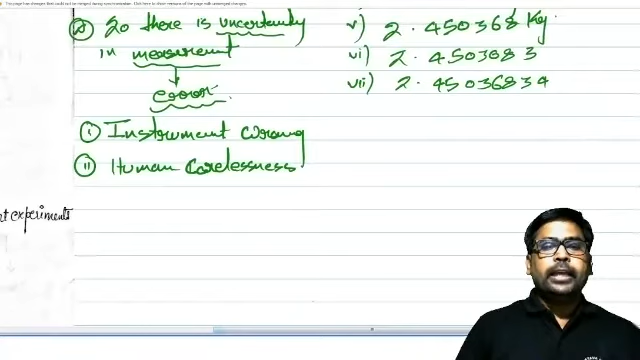 So there is uncertainty
in measurement
error
i) Instrument wrong
ii) Human Carelessness
v) 2.450368 Kg
vi) 2.4503683
vii) 2.45036834
experiments